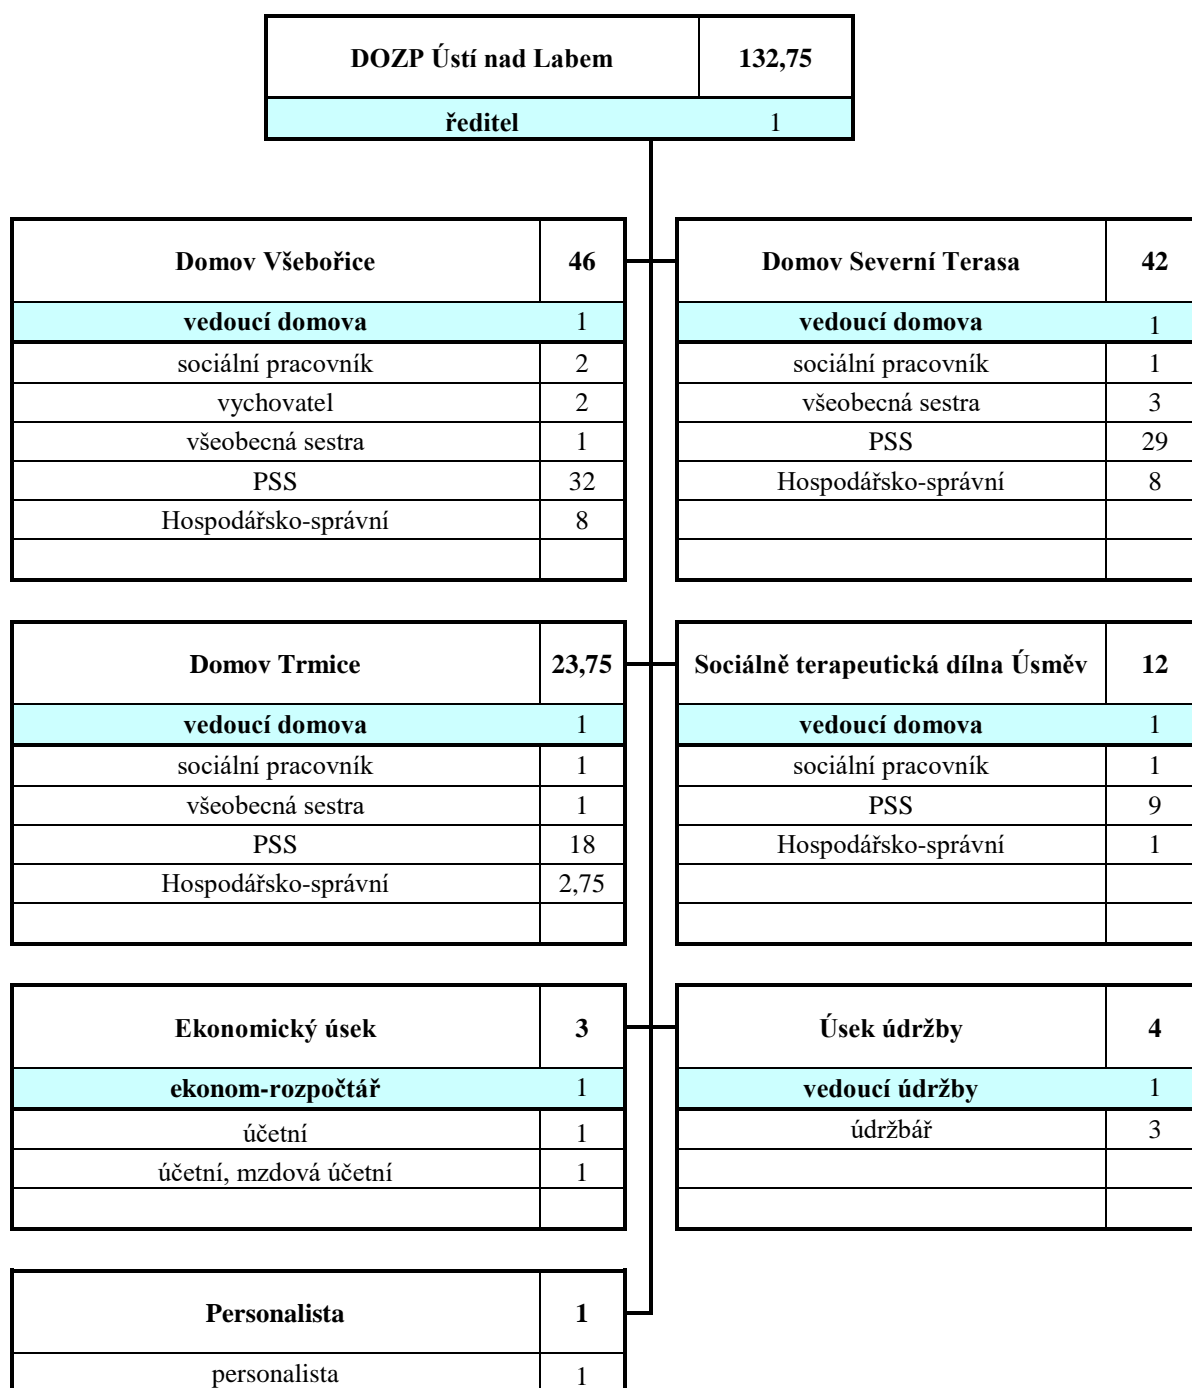 DOZP Ústí nad Labem 132,75
ředitel 1
Domov Všebořice 46
vedoucí domova 1
sociální pracovník 2
vychovatel 2
všeobecná sestra 1
PSS 32
Hospodářsko-správní 8
Domov Severní Terasa 42
vedoucí domova 1
sociální pracovník 1
všeobecná sestra 3
PSS 29
Hospodářsko-správní 8
Domov Trmice 23,75
vedoucí domova 1
sociální pracovník 1
všeobecná sestra 1
PSS 18
Hospodářsko-správní 2,75
Sociálně terapeutická dílna Úsměv 12
vedoucí domova 1
sociální pracovník 1
PSS 9
Hospodářsko-správní 1
Ekonomický úsek 3
ekonom-rozpočtář 1
účetní 1
účetní, mzdová účetní 1
Úsek údržby 4
vedoucí údržby 1
údržbář 3
Personalista 1
personalista 1